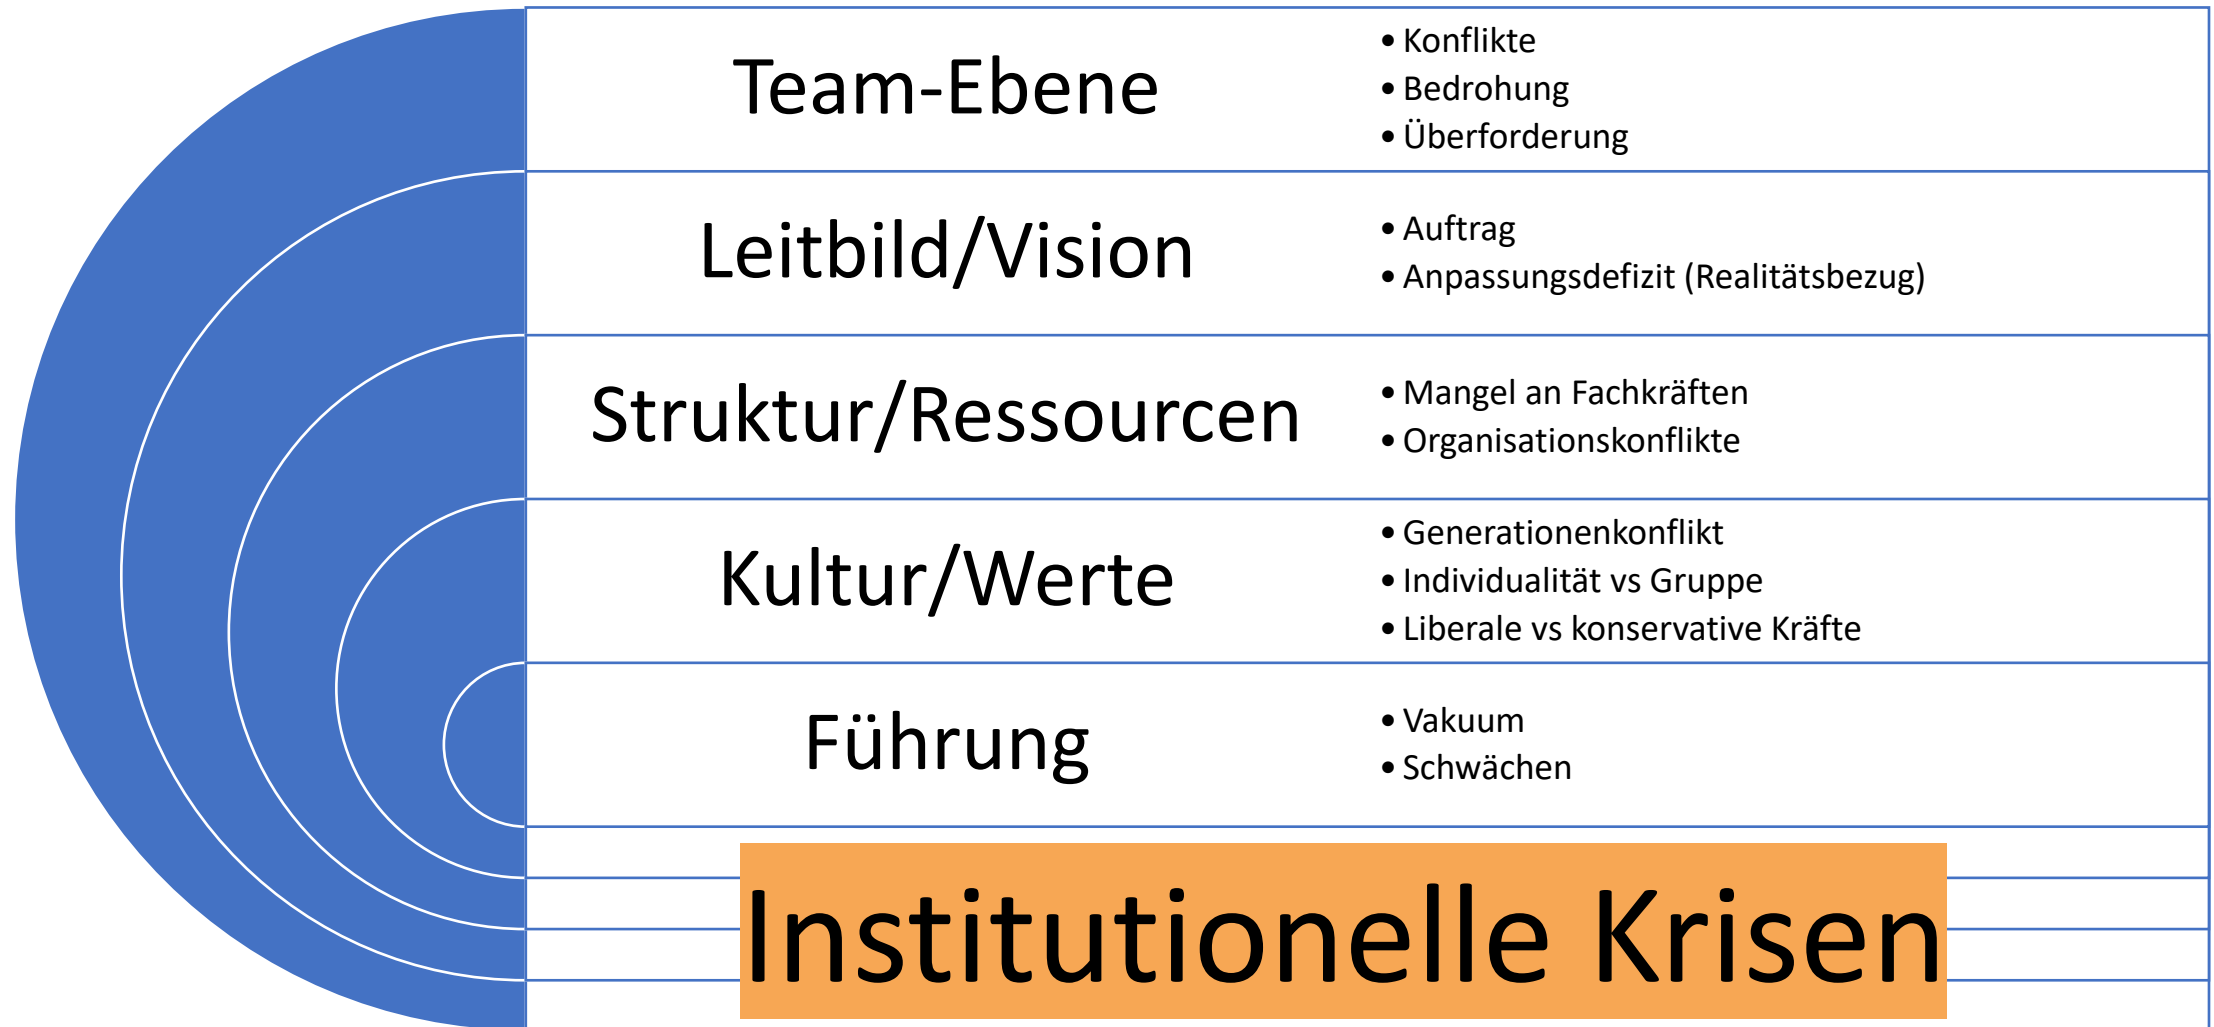 Team-Ebene
• Konflikte
• Bedrohung
• Überforderung
Leitbild/Vision
• Auftrag
• Anpassungsdefizit (Realitätsbezug)
Struktur/Ressourcen
• Mangel an Fachkräften
• Organisationskonflikte
Kultur/Werte
• Generationenkonflikt
• Individualität vs Gruppe
• Liberale vs konservative Kräfte
Führung
• Vakuum
• Schwächen
Institutionelle Krisen